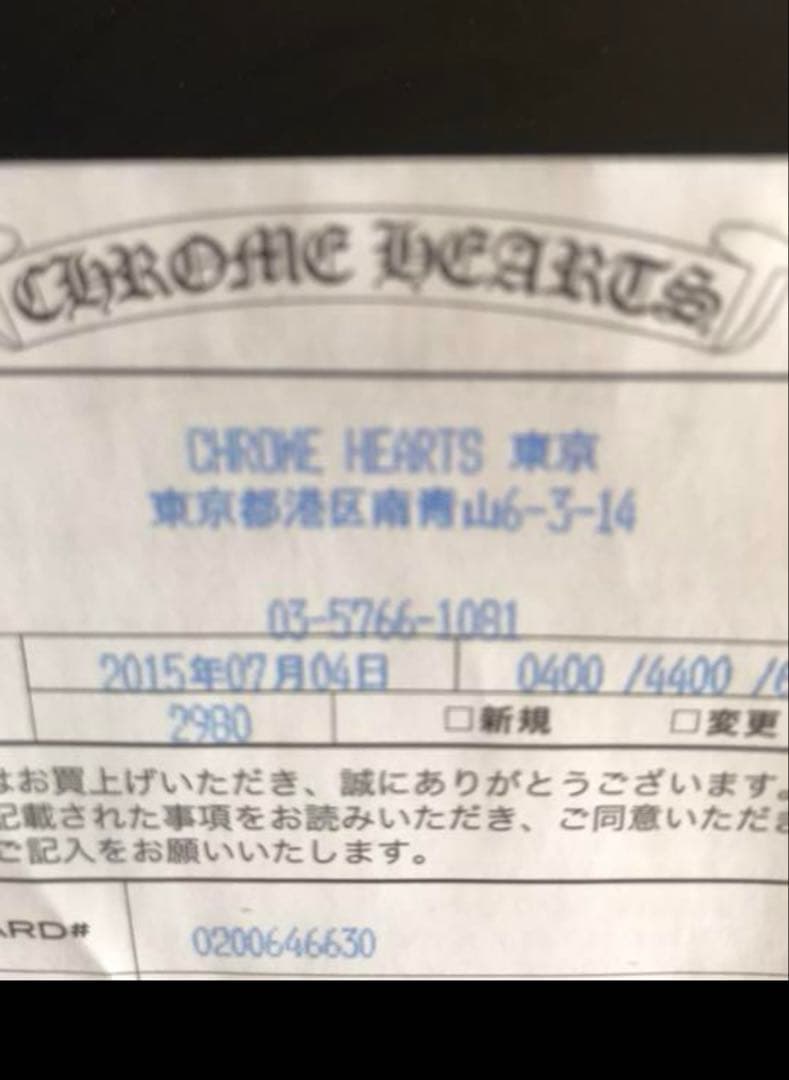 CHROME HEARTS
CHROME HEARTS 東京
東京都港区南青山6-3-14
03-5766-1081
2015年07月04日 0400 /4400 /6
2980 □新規 □変更
はお買上げいただき、誠にありがとうございます。
記載された事項をお読みいただき、ご同意いただき
ご記入をお願いいたします。
ARD# 0200646630